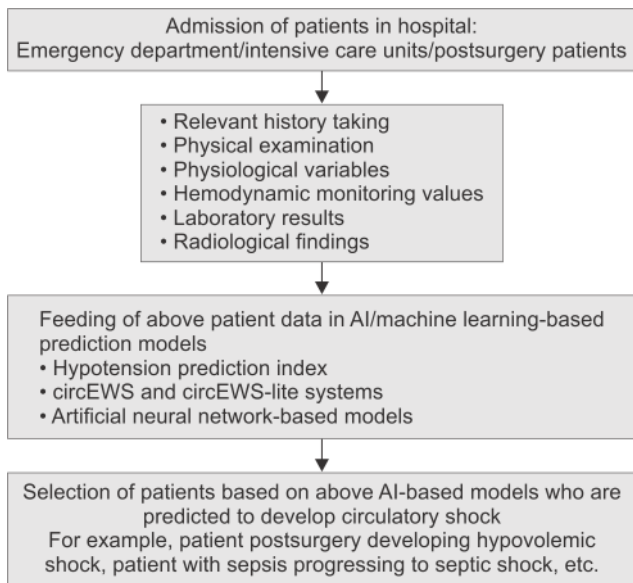 Admission of patients in hospital:
Emergency department/intensive care units/postsurgery patients
• Relevant history taking
• Physical examination
• Physiological variables
• Hemodynamic monitoring values
• Laboratory results
• Radiological findings
Feeding of above patient data in AI/machine learning-based
prediction models
• Hypotension prediction index
• circEWS and circEWS-lite systems
• Artificial neural network-based models
Selection of patients based on above AI-based models who are
predicted to develop circulatory shock
For example, patient postsurgery developing hypovolemic
shock, patient with sepsis progressing to septic shock, etc.